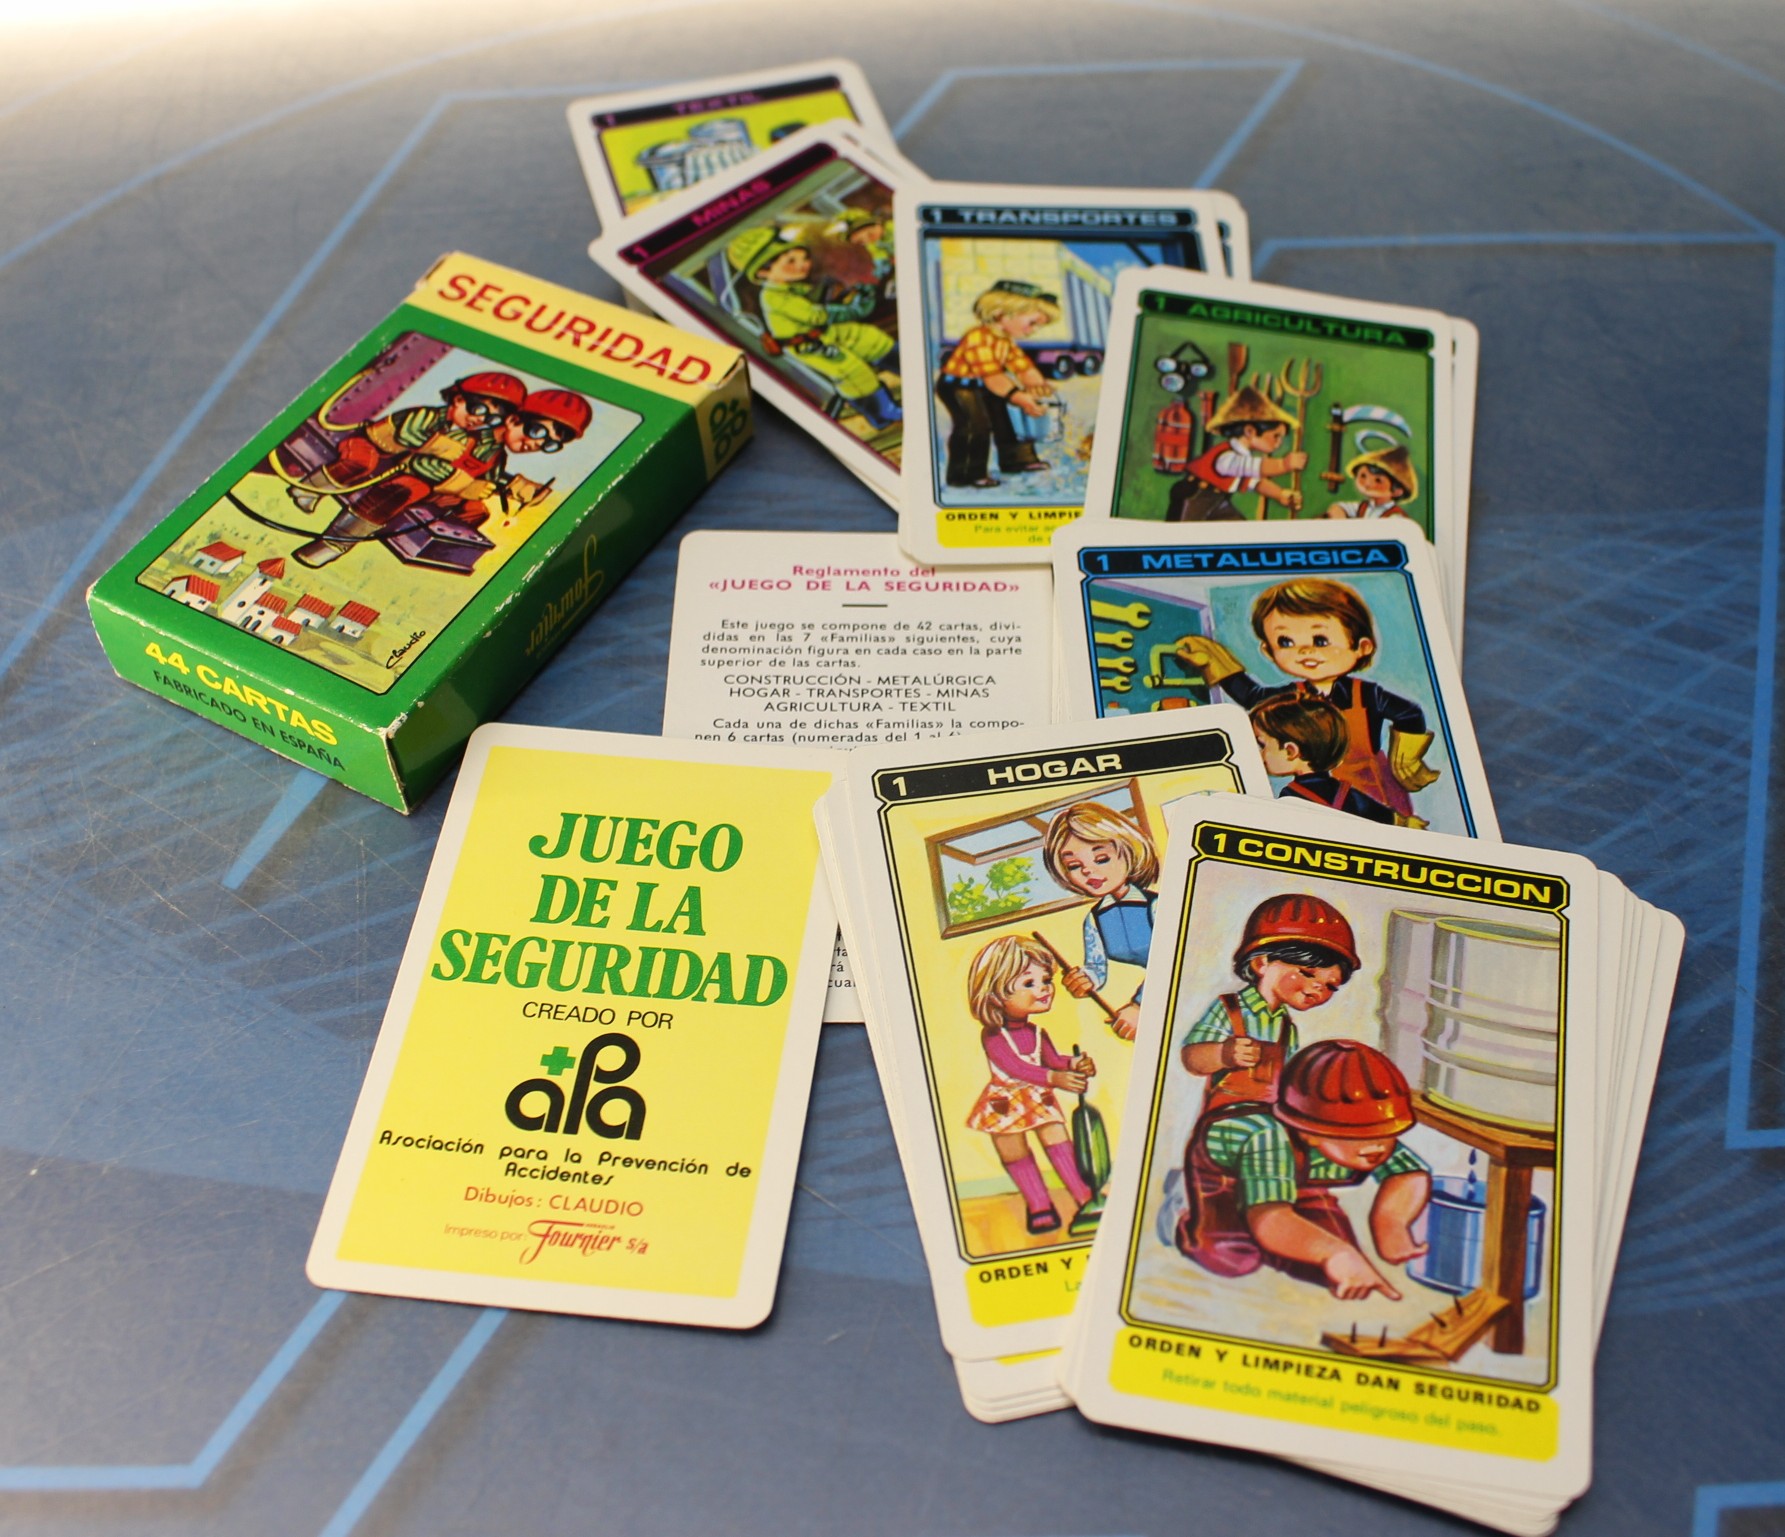 1 TEXTIL
1 MINAS
1 TRANSPORTES
ORDEN Y LIMPIE
Para evitar
de
1 AGRICULTURA
SEGURIDAD
Claudio
Fournier
44 CARTAS
FABRICADO EN ESPAÑA
Reglamento del
«JUEGO DE LA SEGURIDAD»
Este juego se compone de 42 cartas, divi-
didas en las 7 «Familias» siguientes, cuya
denominación figura en cada caso en la parte
superior de las cartas.
CONSTRUCCIÓN - METALÚRGICA
HOGAR - TRANSPORTES - MINAS
AGRICULTURA - TEXTIL
Cada una de dichas «Familias» la compo-
nen 6 cartas (numeradas del 1 al 6)
1 METALURGICA
JUEGO
DE LA
SEGURIDAD
CREADO POR
aPa
Asociación para la Prevención de
Accidentes
Dibujos: CLAUDIO
Impreso por: Fournier s/a
1 HOGAR
ORDEN Y
1 CONSTRUCCION
ORDEN Y LIMPIEZA DAN SEGURIDAD
Retirar todo material peligroso del paso.